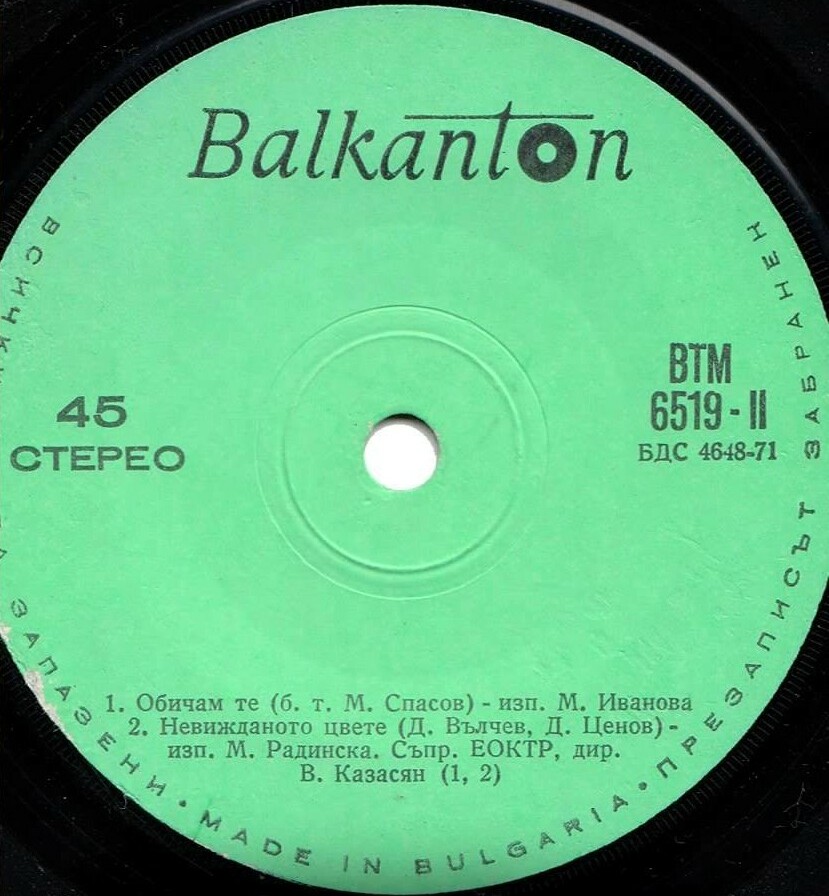 Balkanton
45
СТЕРЕО
ВТМ
6519 - II
БДС 4648-71
1. Обичам те (б. т. М. Спасов) - изп. М. Иванова
2. Невижданото цвете (Д. Вълчев, Д. Ценов) -
изп. М. Радинска. Съпр. ЕОКТР, дир.
В. Казасян (1, 2)
ЗАПАЗЕНИ • MADE IN BULGARIA • ПРЕЗАПИСЪТ ЗАБРАНЕН